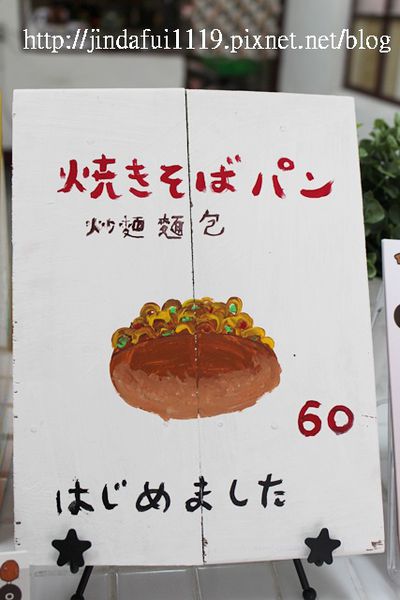 http://jindafui1119.pixnet.net/blog
焼きそばパン
炒麵麵包
60
はじめました